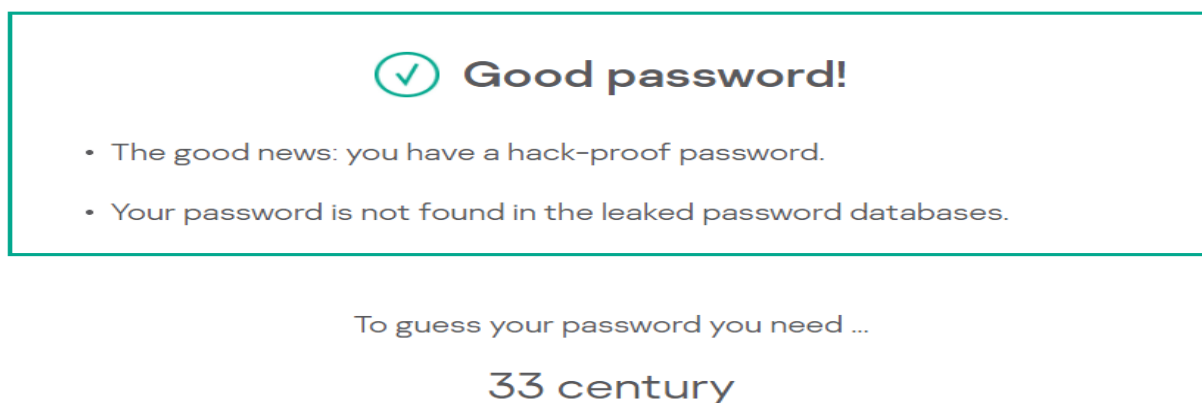 Good password!
• The good news: you have a hack-proof password.
• Your password is not found in the leaked password databases.
To guess your password you need ...
33 century